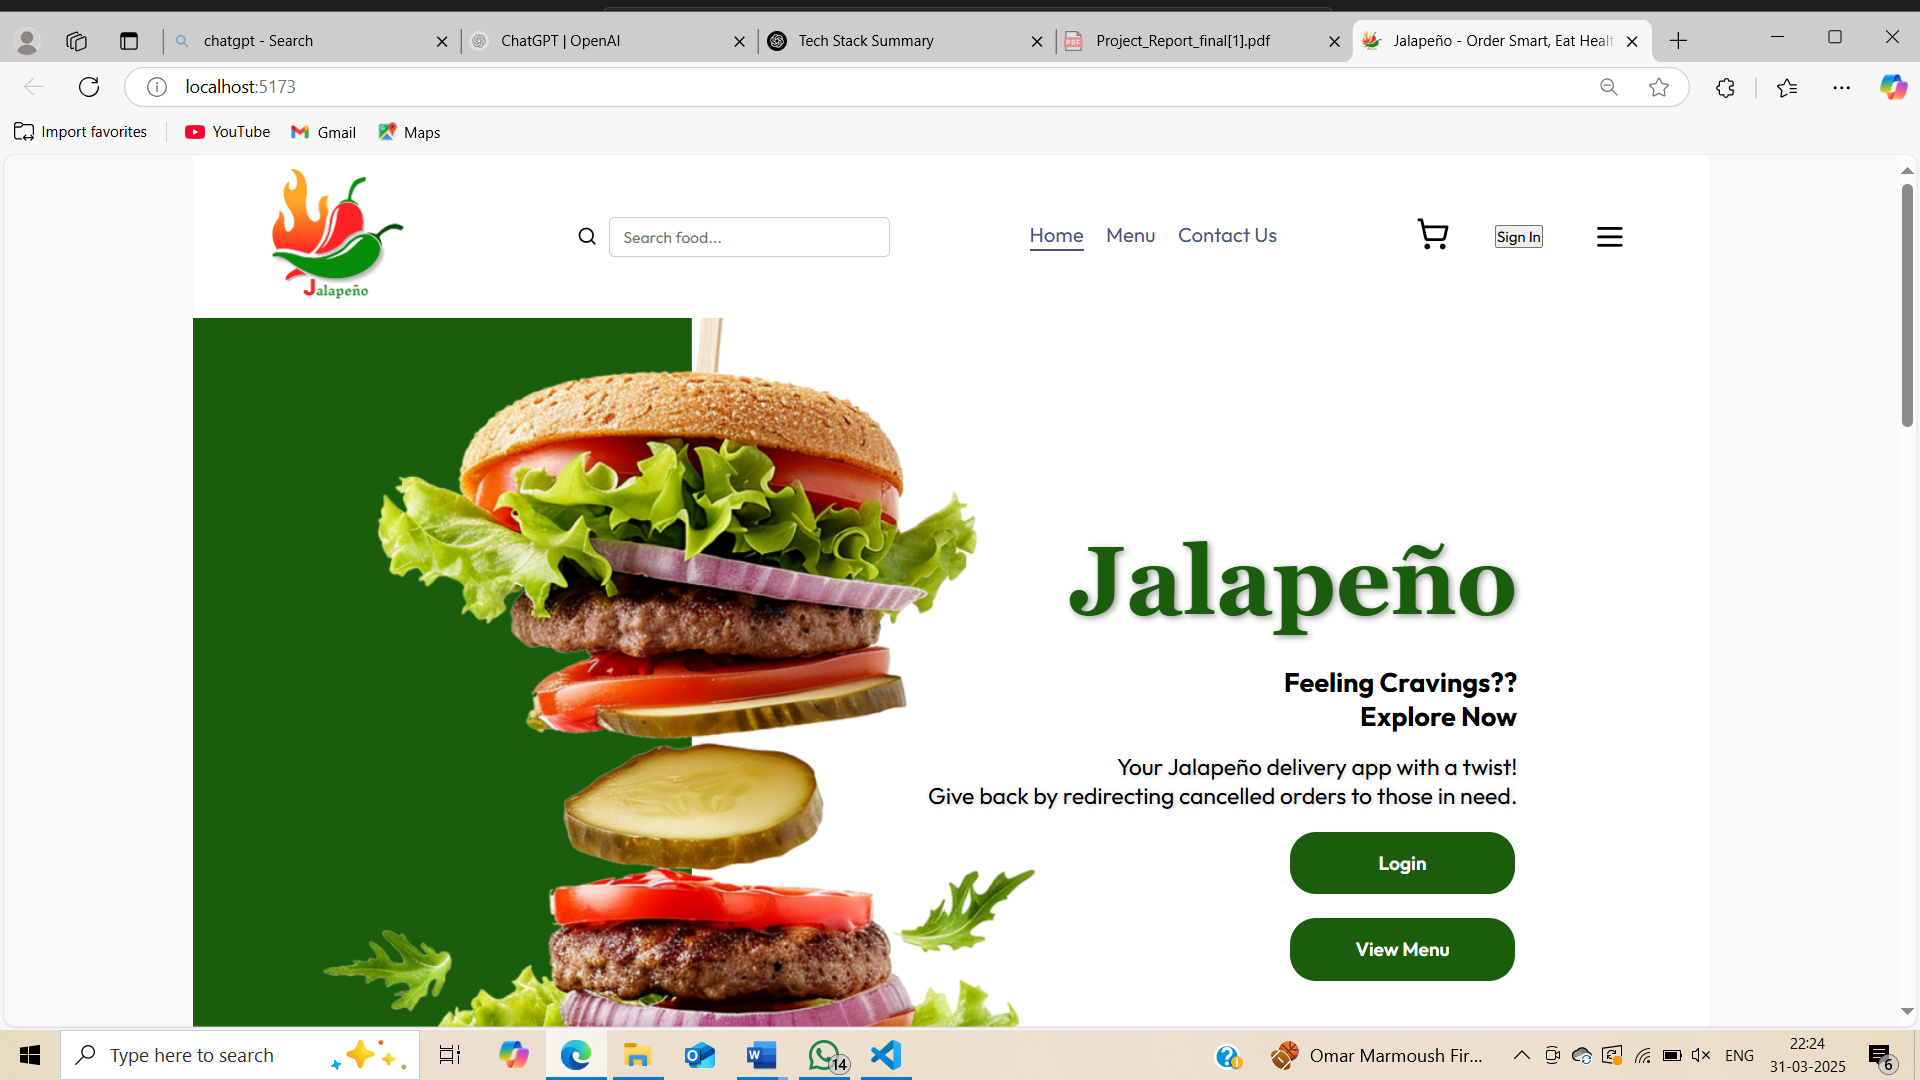 chatgpt - Search
ChatGPT | OpenAI
Tech Stack Summary
Project_Report_final[1].pdf
Jalapeño - Order Smart, Eat Healt
localhost:5173
Import favorites
YouTube
Gmail
Maps
Jalapeño
Search food...
Home
Menu
Contact Us
Sign In
Jalapeño
Feeling Cravings??
Explore Now
Your Jalapeño delivery app with a twist!
Give back by redirecting cancelled orders to those in need.
Login
View Menu
Type here to search
14
Omar Marmoush Fir...
ENG
22:24
31-03-2025
6